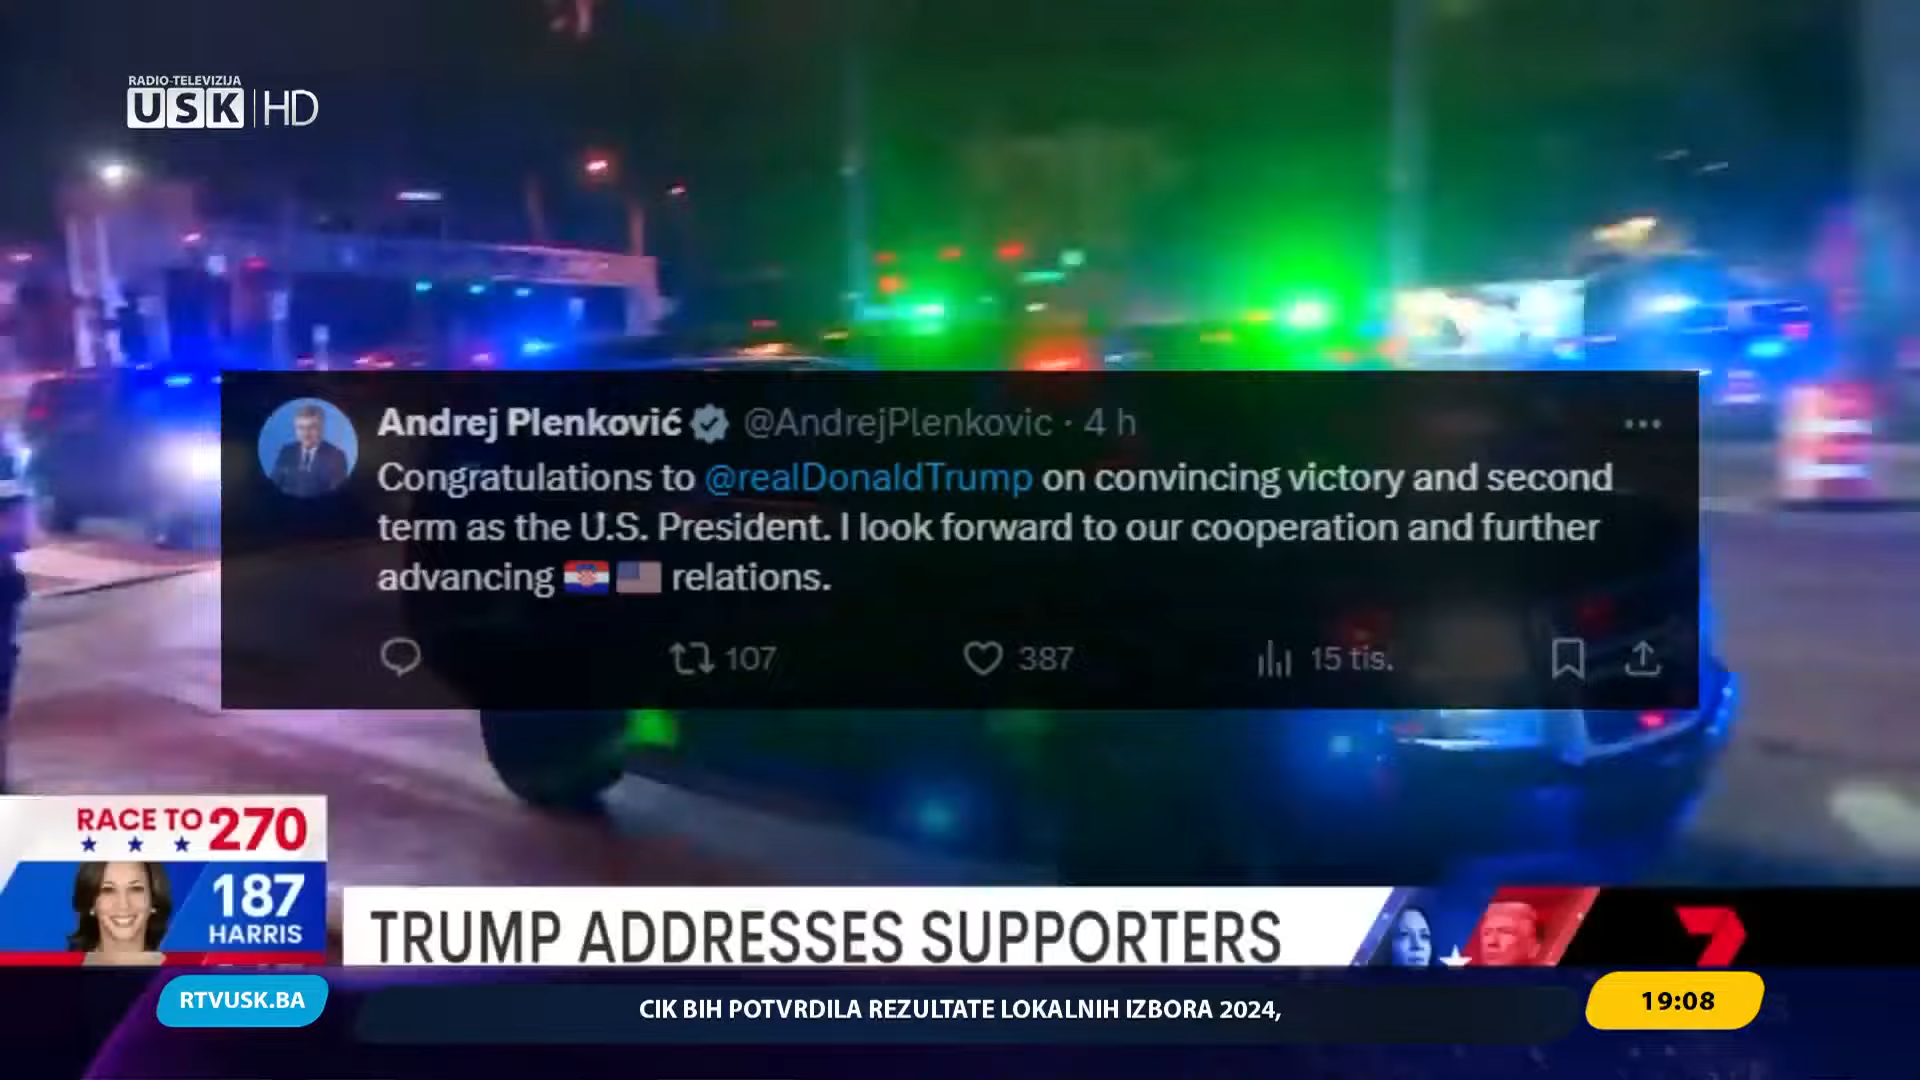 RADIO-TELEVIZIJA
USK HD
Andrej Plenković @AndrejPlenkovic · 4 h
Congratulations to @realDonaldTrump on convincing victory and second
term as the U.S. President. I look forward to our cooperation and further
advancing 🇭🇷 🇺🇸 relations.
107 387 15 tis.
RACE TO 270
187
HARRIS
TRUMP ADDRESSES SUPPORTERS
7
RTVUSK.BA
CIK BIH POTVRDILA REZULTATE LOKALNIH IZBORA 2024,
19:08